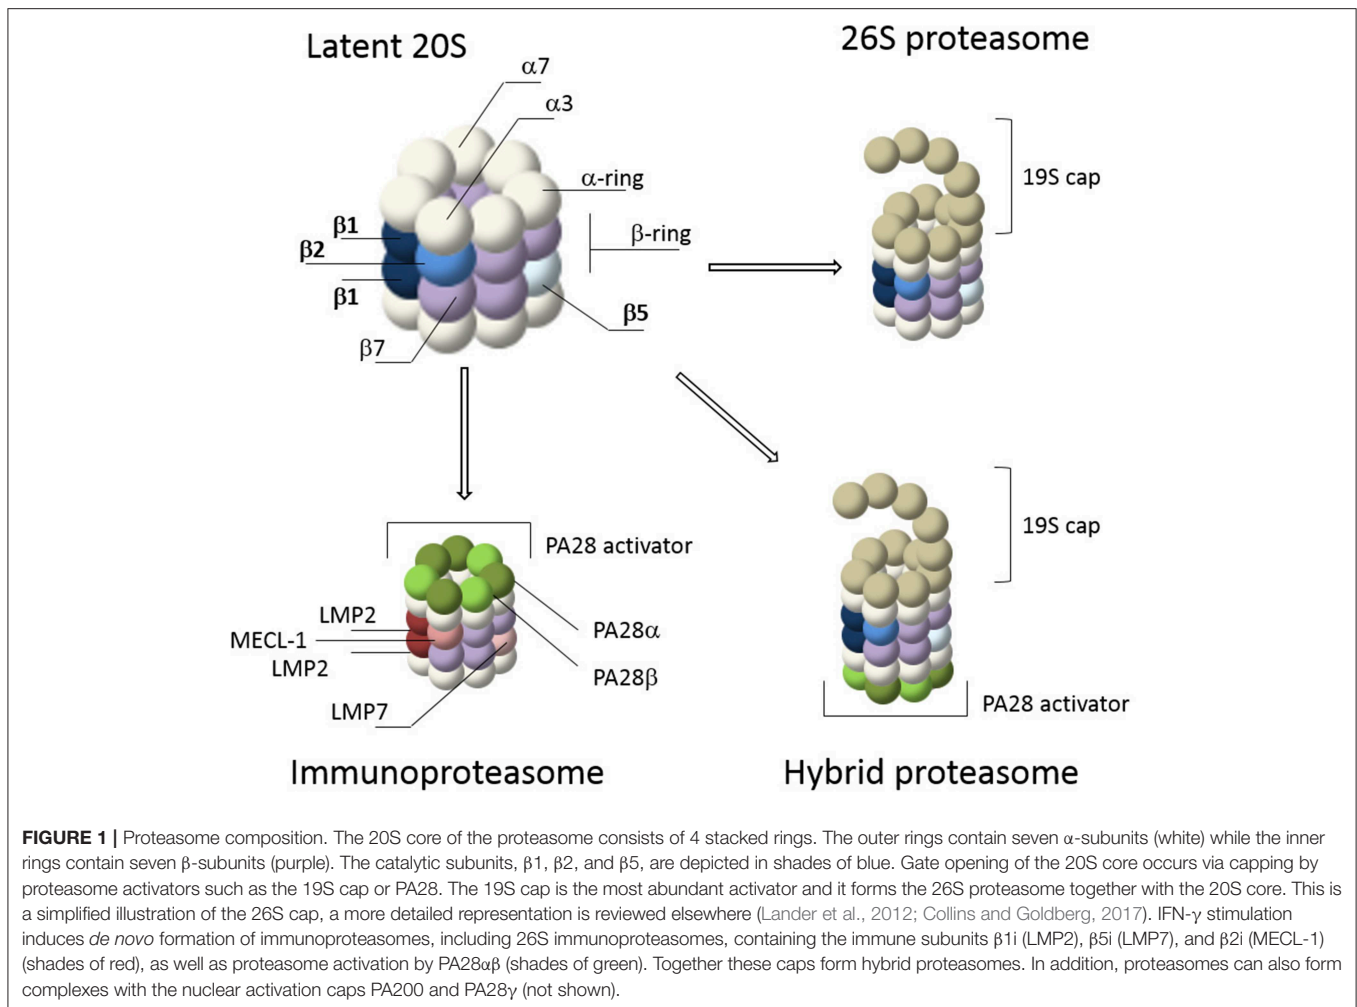 Latent 20S
26S proteasome
α7
α3
α-ring
β1
β2
β1
β-ring
β5
β7
19S cap
PA28 activator
LMP2
MECL-1
LMP2
LMP7
PA28α
PA28β
Immunoproteasome
19S cap
PA28 activator
Hybrid proteasome
FIGURE 1 | Proteasome composition. The 20S core of the proteasome consists of 4 stacked rings. The outer rings contain seven α-subunits (white) while the inner
rings contain seven β-subunits (purple). The catalytic subunits, β1, β2, and β5, are depicted in shades of blue. Gate opening of the 20S core occurs via capping by
proteasome activators such as the 19S cap or PA28. The 19S cap is the most abundant activator and it forms the 26S proteasome together with the 20S core. This is
a simplified illustration of the 26S cap, a more detailed representation is reviewed elsewhere (Lander et al., 2012; Collins and Goldberg, 2017). IFN-γ stimulation
induces de novo formation of immunoproteasomes, including 26S immunoproteasomes, containing the immune subunits β1i (LMP2), β5i (LMP7), and β2i (MECL-1)
(shades of red), as well as proteasome activation by PA28αβ (shades of green). Together these caps form hybrid proteasomes. In addition, proteasomes can also form
complexes with the nuclear activation caps PA200 and PA28γ (not shown).